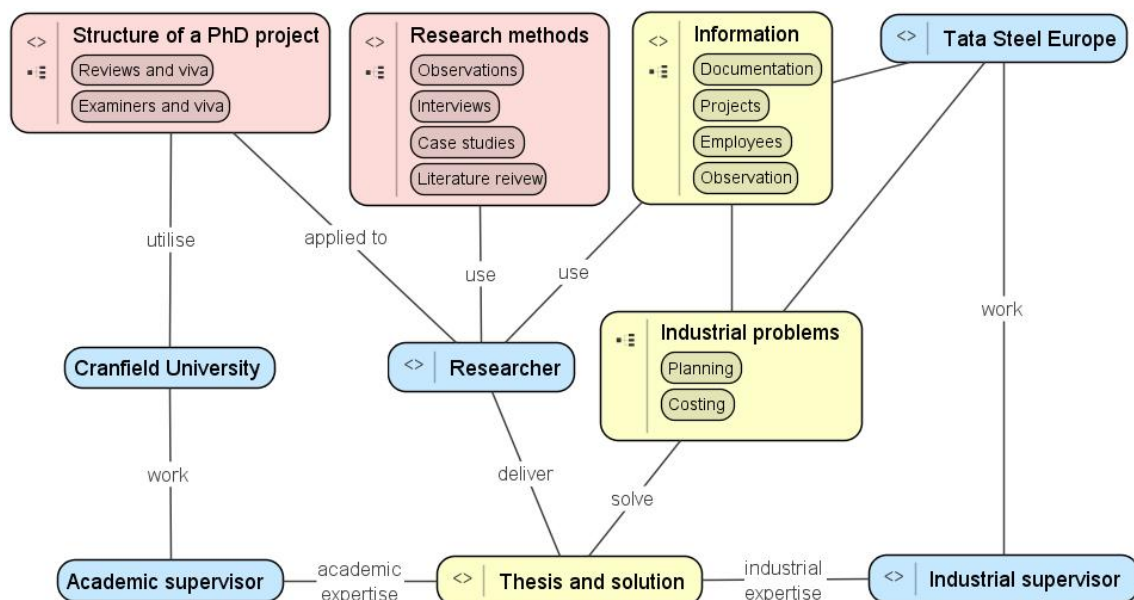 <> Structure of a PhD project
Reviews and viva
Examiners and viva
<> Research methods
Observations
Interviews
Case studies
Literature reivew
<> Information
Documentation
Projects
Employees
Observation
<> Tata Steel Europe
utilise
applied to
use
use
work
Cranfield University
<> Researcher
Industrial problems
Planning
Costing
work
deliver
solve
Academic supervisor
academic
expertise
<> Thesis and solution
industrial
expertise
Industrial supervisor